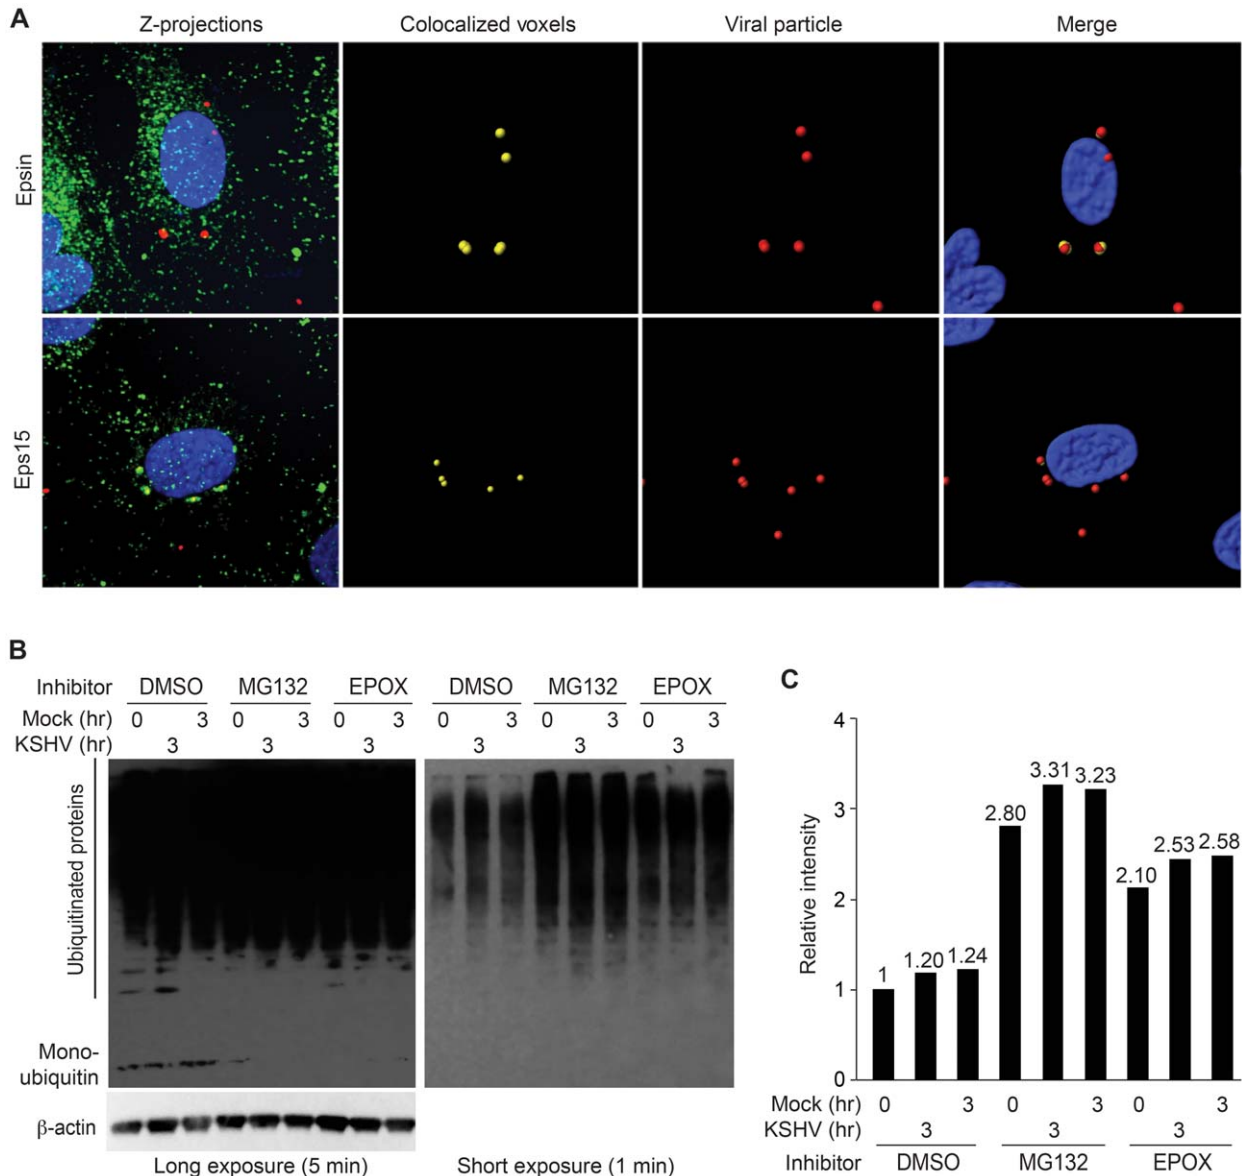 A
Z-projections Colocalized voxels Viral particle Merge
Epsin
Eps15
B
Inhibitor DMSO MG132 EPOX DMSO MG132 EPOX
Mock (hr) 0 3 0 3 0 3 0 3 0 3 0 3
KSHV (hr) 3 3 3 3 3 3
Ubiquitinated proteins
Mono-
ubiquitin
β-actin
Long exposure (5 min) Short exposure (1 min)
C
Relative intensity
4
3
2
1
0
1 1.20 1.24 2.80 3.31 3.23 2.10 2.53 2.58
Mock (hr) 0 3 0 3 0 3
KSHV (hr) 3 3 3
Inhibitor DMSO MG132 EPOX